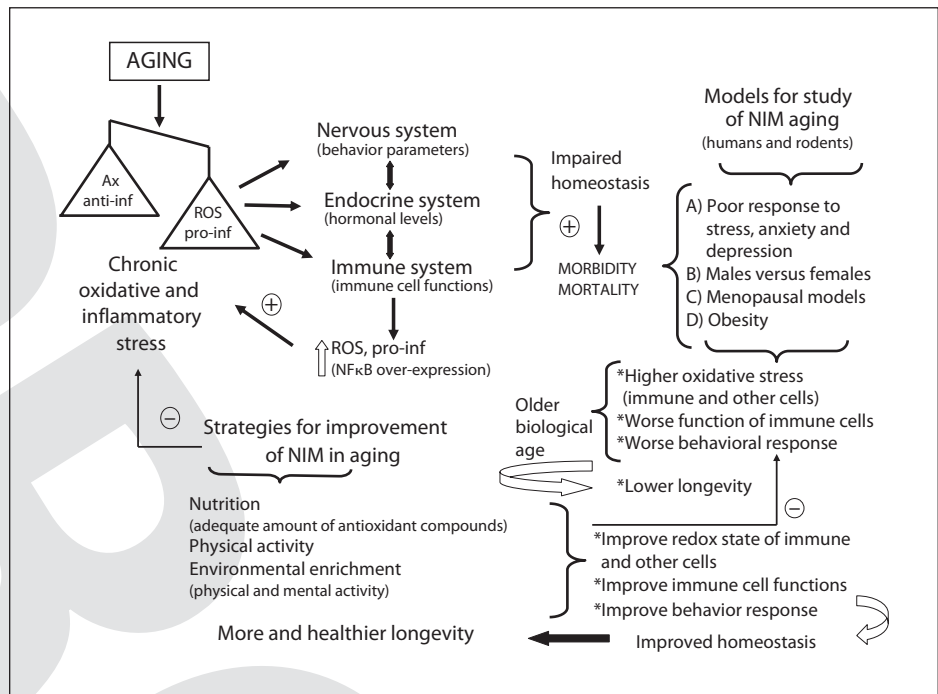 AGING
Ax
anti-inf
ROS
pro-inf
Chronic
oxidative and
inflammatory
stress
Nervous system
(behavior parameters)
Endocrine system
(hormonal levels)
Immune system
(immune cell functions)
ROS, pro-inf
(NFκB over-expression)
+
Impaired
homeostasis
+
MORBIDITY
MORTALITY
Models for study
of NIM aging
(humans and rodents)
A) Poor response to
stress, anxiety and
depression
B) Males versus females
C) Menopausal models
D) Obesity
Older
biological
age
*Higher oxidative stress
(immune and other cells)
*Worse function of immune cells
*Worse behavioral response
*Lower longevity
−
Strategies for improvement
of NIM in aging
−
Nutrition
(adequate amount of antioxidant compounds)
Physical activity
Environmental enrichment
(physical and mental activity)
*Improve redox state of immune
and other cells
*Improve immune cell functions
*Improve behavior response
Improved homeostasis
More and healthier longevity